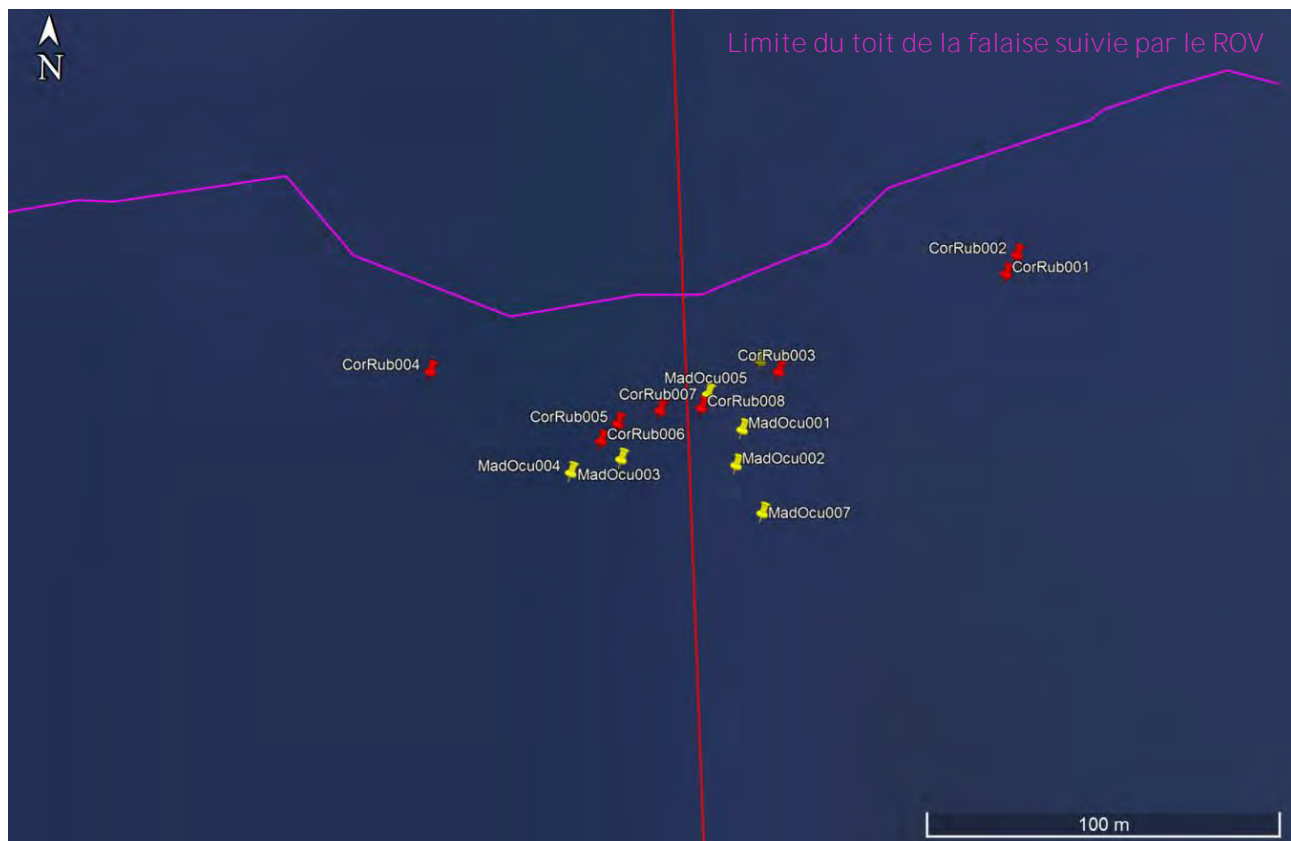 Limite du toit de la falaise suivie par le ROV
N
CorRub002
CorRub001
CorRub003
CorRub004
MadOcu005
CorRub007
CorRub008
CorRub005
MadOcu001
CorRub006
MadOcu002
MadOcu004
MadOcu003
MadOcu007
100 m